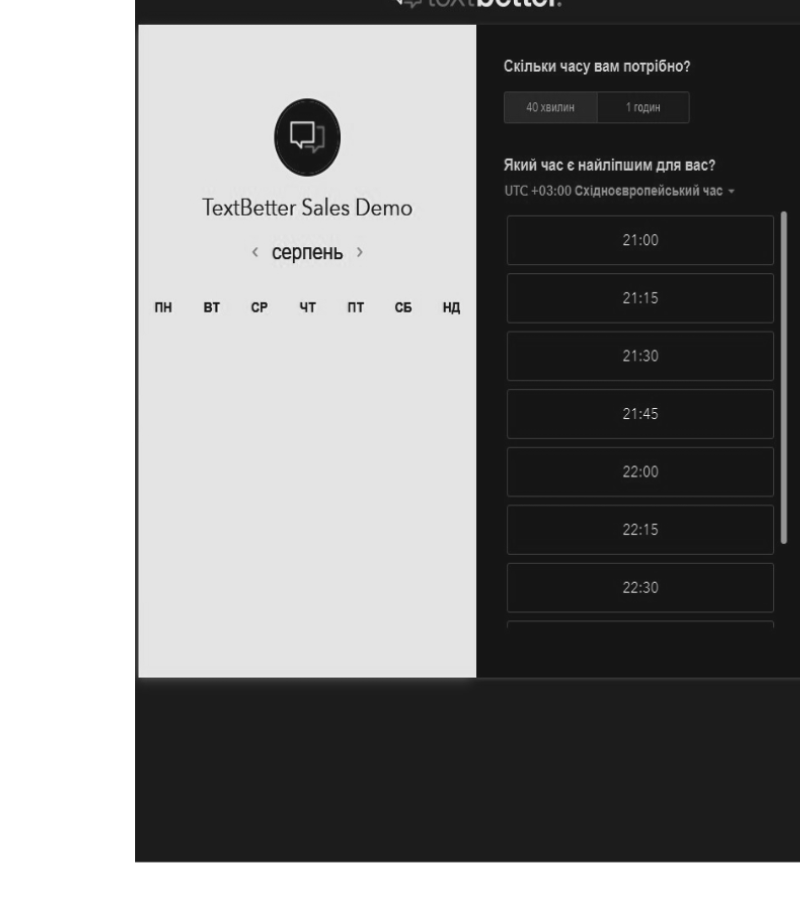 textbetter.
TextBetter Sales Demo
‹ серпень ›
ПН ВТ СР ЧТ ПТ СБ НД
Скільки часу вам потрібно?
40 хвилин 1 годин
Який час є найліпшим для вас?
UTC +03:00 Східноєвропейський час
21:00
21:15
21:30
21:45
22:00
22:15
22:30